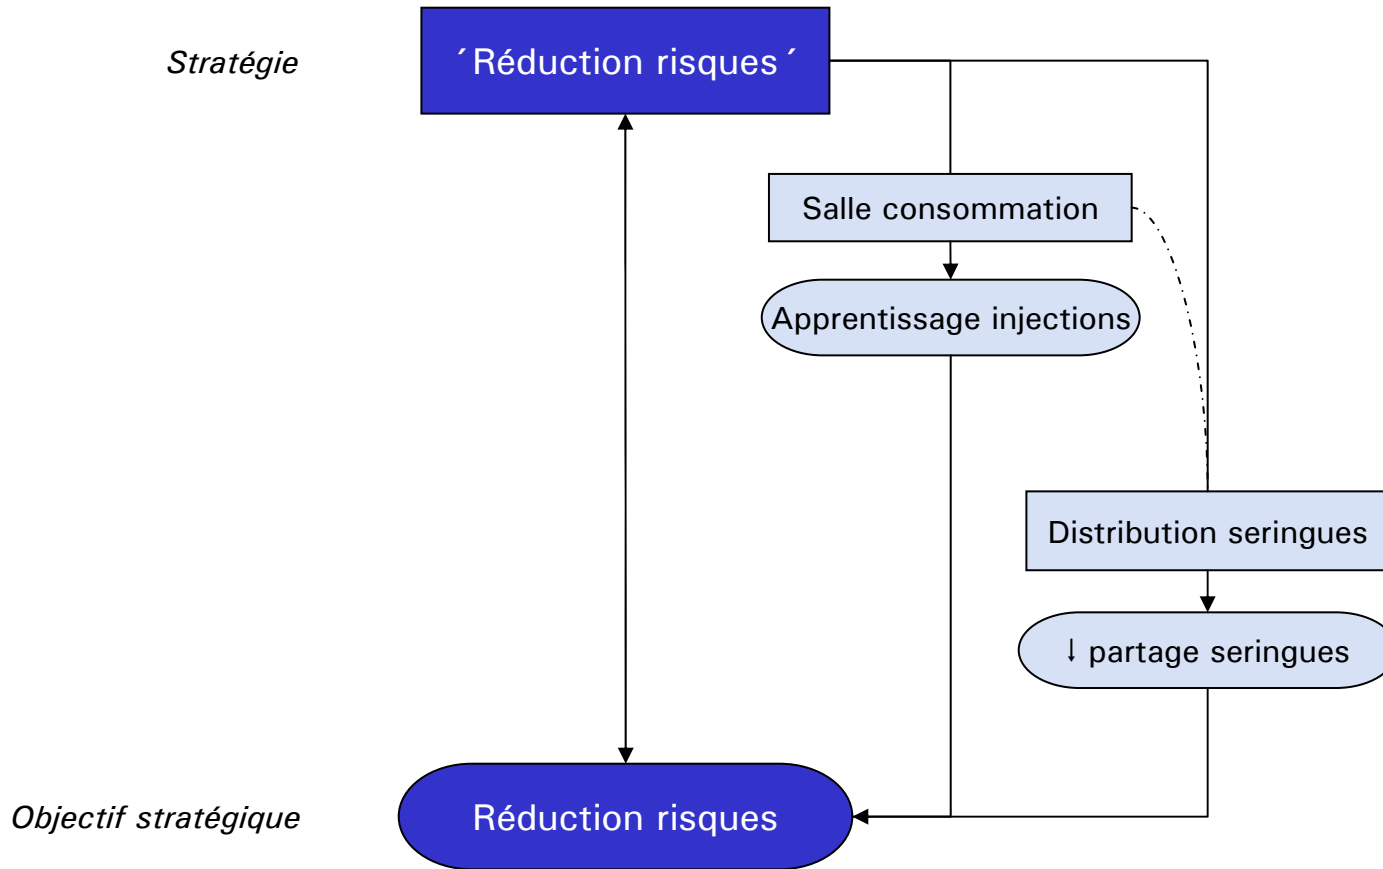 Stratégie
´Réduction risques´
Salle consommation
Apprentissage injections
Distribution seringues
↓ partage seringues
Objectif stratégique
Réduction risques